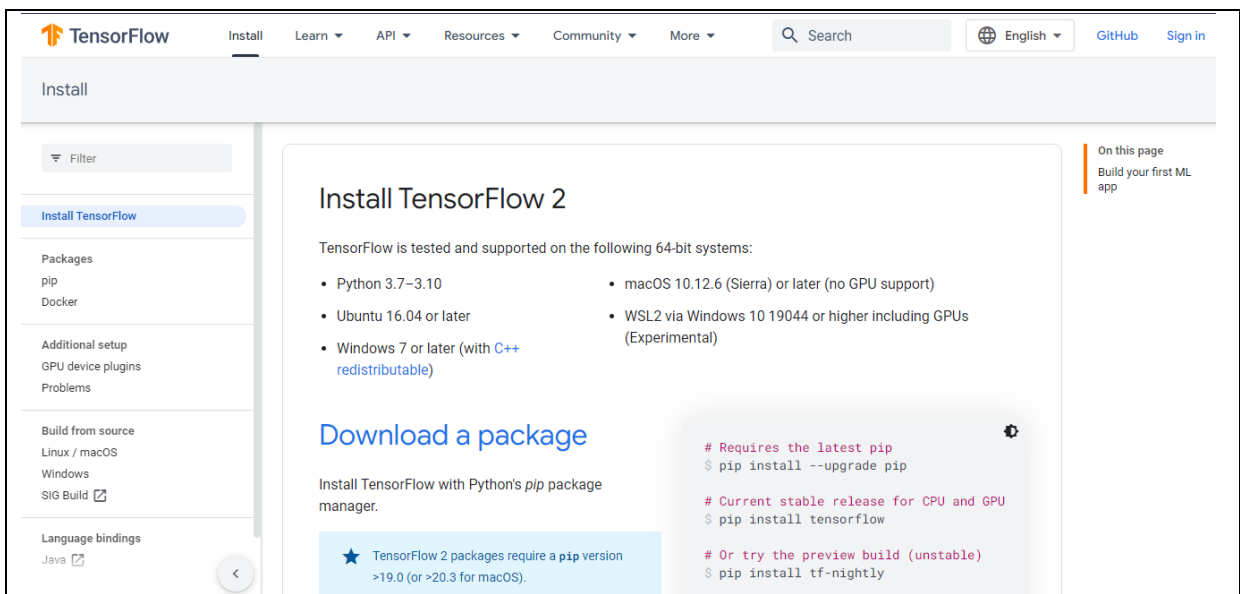 TensorFlow
Install
Learn
API
Resources
Community
More
Search
English
GitHub
Sign in
Install
Filter
Install TensorFlow
Packages
pip
Docker
Additional setup
GPU device plugins
Problems
Build from source
Linux / macOS
Windows
SIG Build
Language bindings
Java
Install TensorFlow 2
TensorFlow is tested and supported on the following 64-bit systems:
• Python 3.7–3.10
• Ubuntu 16.04 or later
• Windows 7 or later (with C++
redistributable)
• macOS 10.12.6 (Sierra) or later (no GPU support)
• WSL2 via Windows 10 19044 or higher including GPUs
(Experimental)
Download a package
Install TensorFlow with Python's pip package
manager.
TensorFlow 2 packages require a pip version
>19.0 (or >20.3 for macOS).
# Requires the latest pip
$ pip install --upgrade pip
# Current stable release for CPU and GPU
$ pip install tensorflow
# Or try the preview build (unstable)
$ pip install tf-nightly
On this page
Build your first ML
app